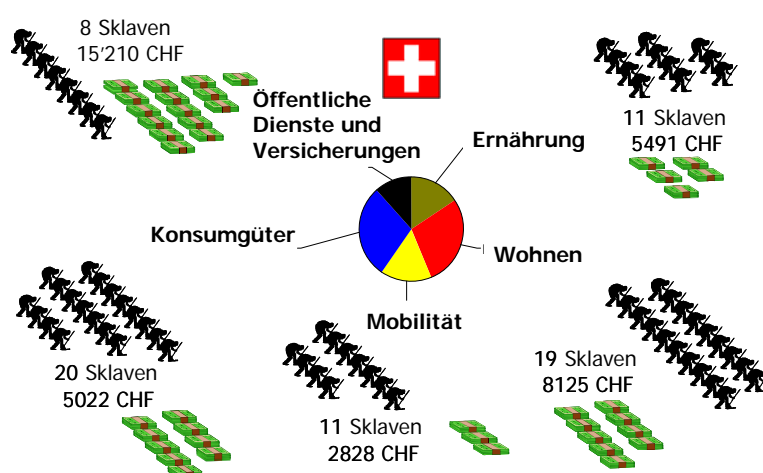 8 Sklaven
15'210 CHF
Öffentliche
Dienste und
Versicherungen
Ernährung
11 Sklaven
5491 CHF
Konsumgüter
Wohnen
Mobilität
20 Sklaven
5022 CHF
11 Sklaven
2828 CHF
19 Sklaven
8125 CHF